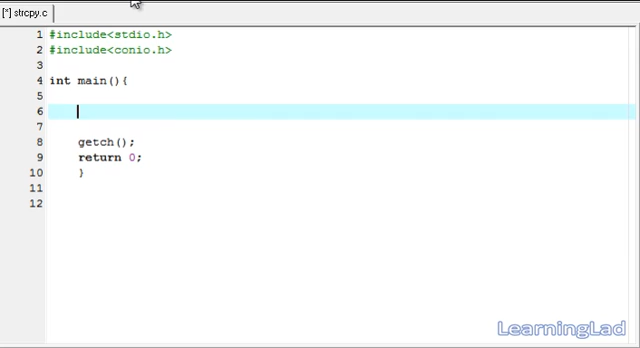 [*] strcpy.c
1 #include<stdio.h>
2 #include<conio.h>
3
4 int main(){
5
6
7
8 getch();
9 return 0;
10 }
11
12
LearningLad